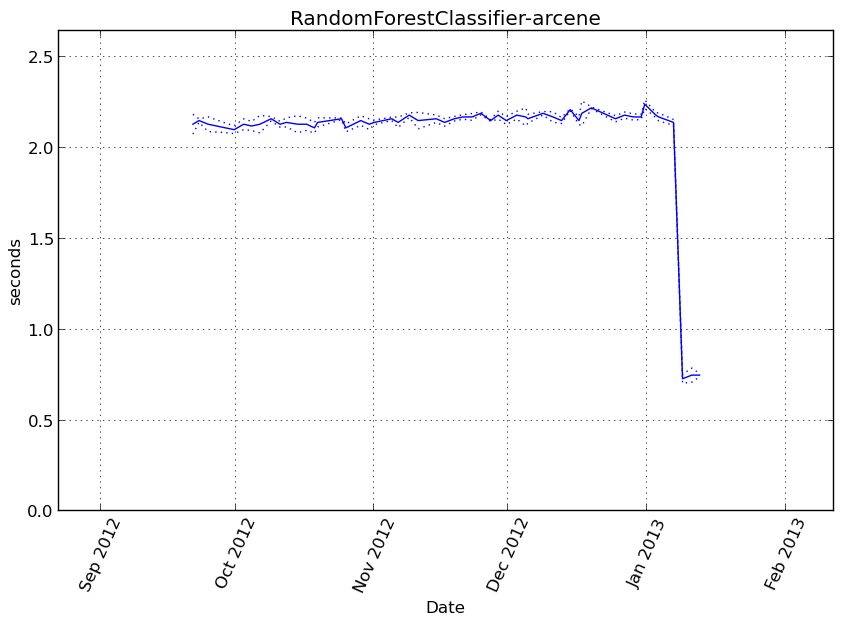 RandomForestClassifier-arcene
2.5
2.0
1.5
1.0
0.5
0.0
seconds
Sep 2012
Oct 2012
Nov 2012
Dec 2012
Jan 2013
Feb 2013
Date